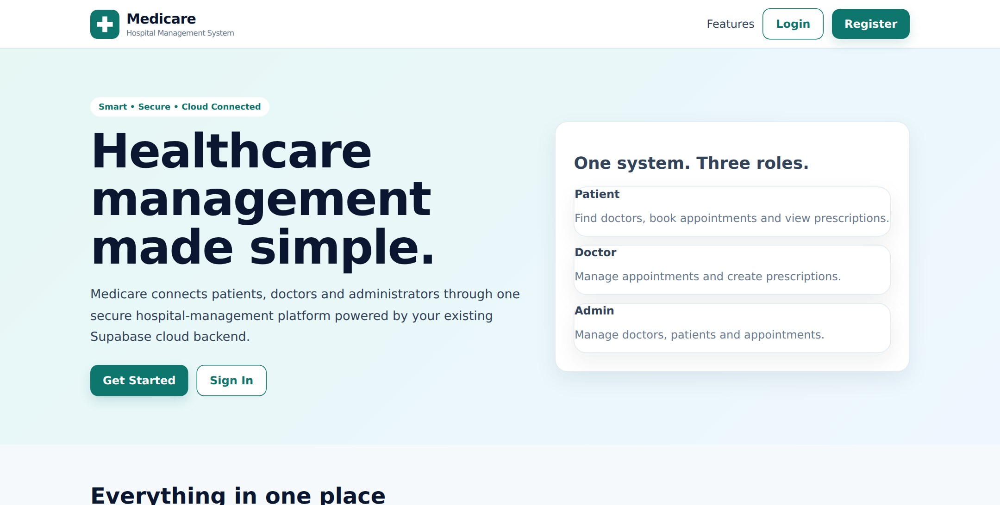 Medicare
Hospital Management System
Features
Login
Register
Smart • Secure • Cloud Connected
Healthcare
management
made simple.
Medicare connects patients, doctors and administrators through one
secure hospital-management platform powered by your existing
Supabase cloud backend.
Get Started
Sign In
One system. Three roles.
Patient
Find doctors, book appointments and view prescriptions.
Doctor
Manage appointments and create prescriptions.
Admin
Manage doctors, patients and appointments.
Everything in one place